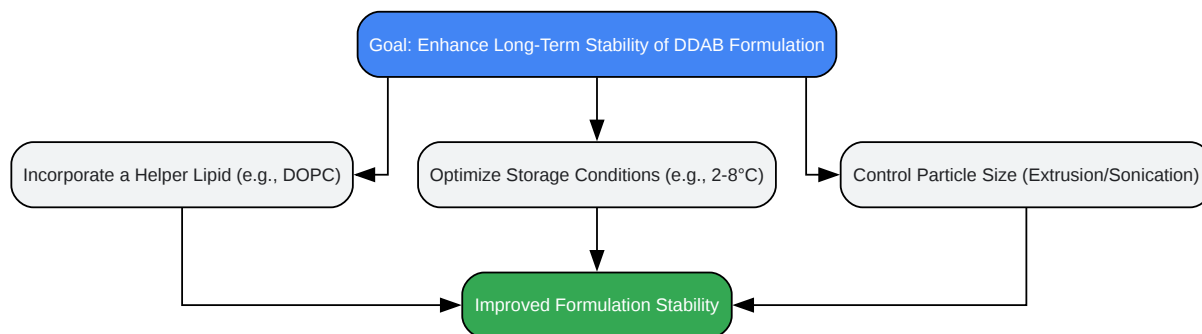 Goal: Enhance Long-Term Stability of DDAB Formulation
Incorporate a Helper Lipid (e.g., DOPC)
Optimize Storage Conditions (e.g., 2-8°C)
Control Particle Size (Extrusion/Sonication)
Improved Formulation Stability